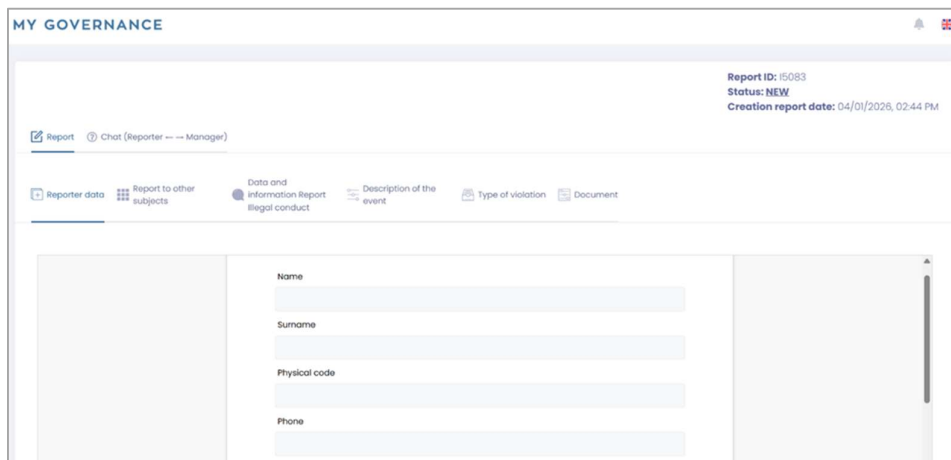 MY GOVERNANCE
Report ID: I5083
Status: NEW
Creation report date: 04/01/2026, 02:44 PM
Report
Chat (Reporter ←→ Manager)
Reporter data
Report to other
subjects
Data and
information Report
Illegal conduct
Description of the
event
Type of violation
Document
Name
Surname
Physical code
Phone